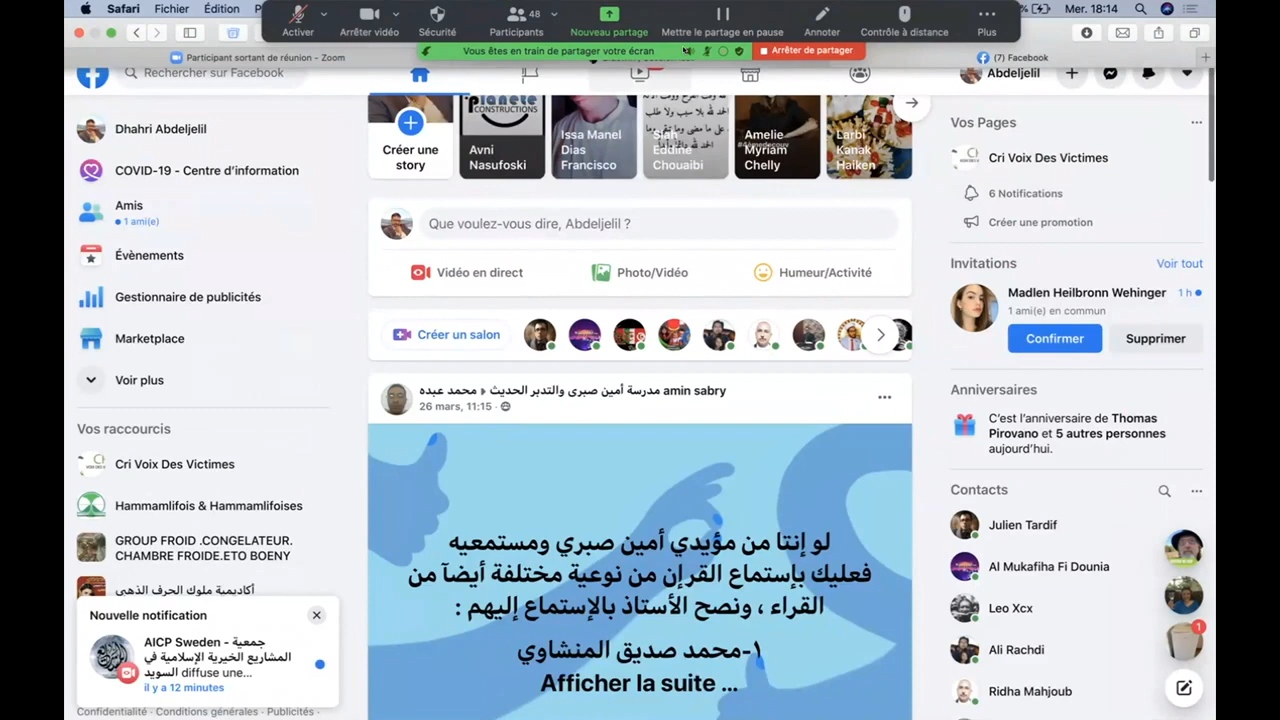 Safari Fichier Édition
Mer. 18:14
Activer
Arrêter vidéo
Sécurité
48
Participants
Nouveau partage
Mettre le partage en pause
Annoter
Contrôle à distance
Plus
Vous êtes en train de partager votre écran
Arrêter de partager
Participant sortant de réunion - Zoom
(7) Facebook
Rechercher sur Facebook
Abdeljelil
Dhahri Abdeljelil
COVID-19 - Centre d'information
Amis
1 ami(e)
Évènements
Gestionnaire de publicités
Marketplace
Voir plus
Vos raccourcis
Cri Voix Des Victimes
Hammamlifois & Hammamlifoises
GROUP FROID .CONGELATEUR.
CHAMBRE FROIDE.ETO BOENY
أكاديمية ملوك الحرف الذهي
Nouvelle notification
AICP Sweden - جمعية
المشاريع الخيرية الإسلامية في
السويد diffuse une...
il y a 12 minutes
Confidentialité · Conditions générales · Publicités ·
Planète
CONSTRUCTIONS
Créer une
story
Avni
Nasufoski
Issa Manel
Dias
Francisco
Slah
Eddine
Chouaibi
Amelie
Myriam
Chelly
Larbi
Kanak
Haiken
Que voulez-vous dire, Abdeljelil ?
Vidéo en direct
Photo/Vidéo
Humeur/Activité
Créer un salon
محمد عبده ▸ مدرسة أمين صبرى والتدبر الحديث amin sabry
26 mars, 11:15
لو إنتا من مؤيدي أمين صبري ومستمعيه
فعليك بإستماع القرإن من نوعية مختلفة أيضآ من
القراء ، ونصح الأستاذ بالإستماع إليهم :
١-محمد صديق المنشاوي
Afficher la suite ...
Vos Pages
Cri Voix Des Victimes
6 Notifications
Créer une promotion
Invitations
Voir tout
Madlen Heilbronn Wehinger
1 h
1 ami(e) en commun
Confirmer
Supprimer
Anniversaires
C'est l'anniversaire de Thomas
Pirovano et 5 autres personnes
aujourd'hui.
Contacts
Julien Tardif
Al Mukafiha Fi Dounia
Leo Xcx
Ali Rachdi
Ridha Mahjoub
1